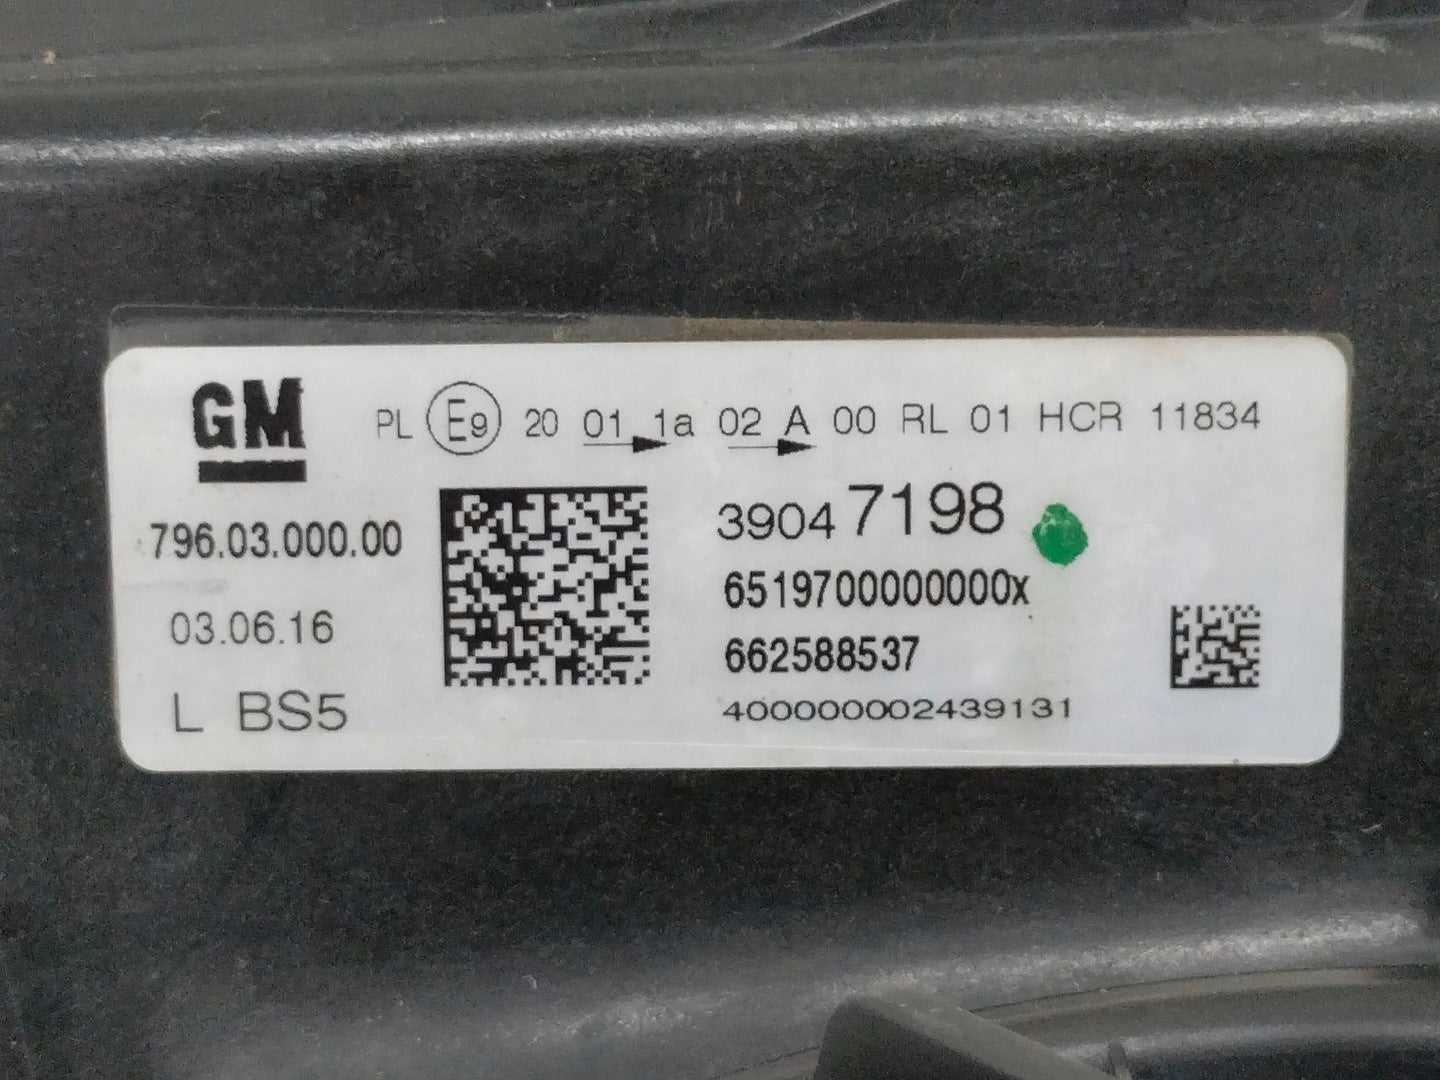 GM
PL E9 20 01 1a 02 A 00 RL 01 HCR 11834
796.03.000.00
39047198
6519700000000x
03.06.16
662588537
L BS5
400000002439131